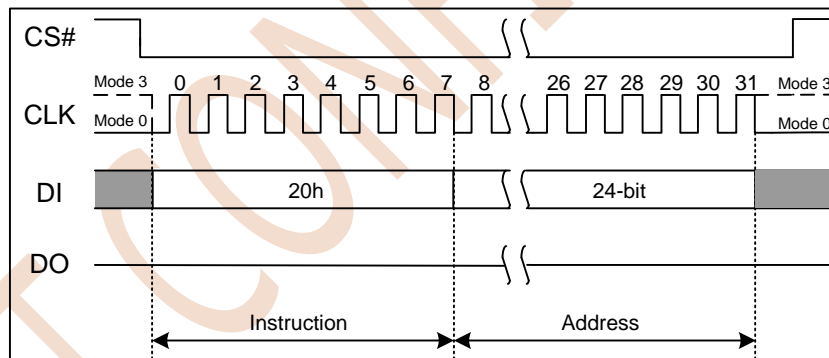 CS#
Mode 3 0 1 2 3 4 5 6 7 8 26 27 28 29 30 31 Mode 3
CLK
Mode 0 Mode 0
DI 20h 24-bit
DO
Instruction Address